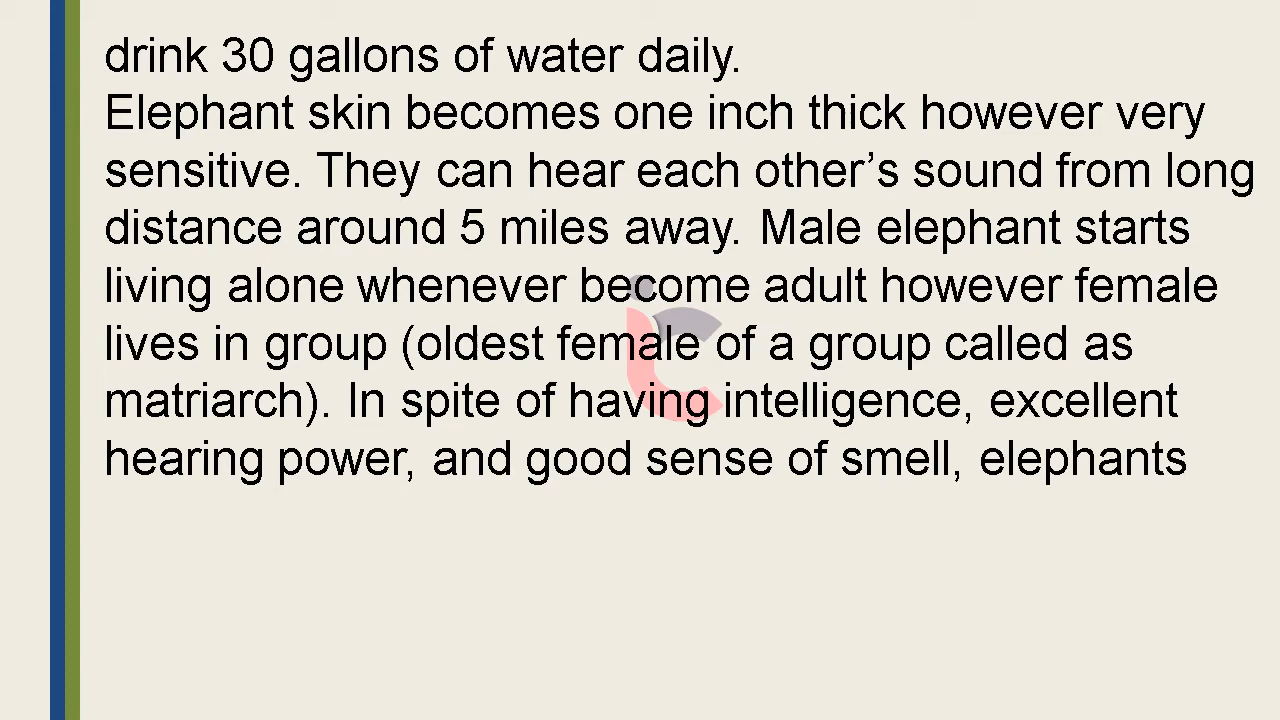 drink 30 gallons of water daily.
Elephant skin becomes one inch thick however very
sensitive. They can hear each other’s sound from long
distance around 5 miles away. Male elephant starts
living alone whenever become adult however female
lives in group (oldest female of a group called as
matriarch). In spite of having intelligence, excellent
hearing power, and good sense of smell, elephants